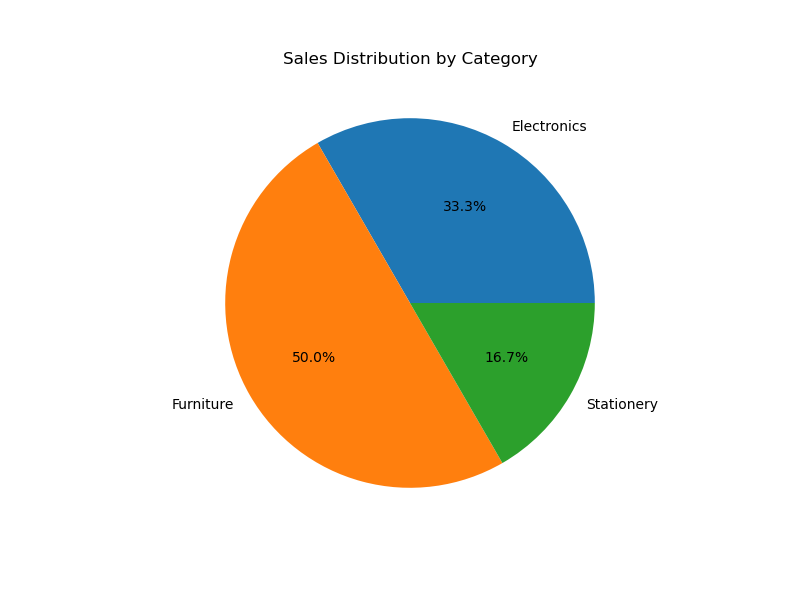 Sales Distribution by Category
Electronics
33.3%
50.0%
16.7%
Furniture
Stationery